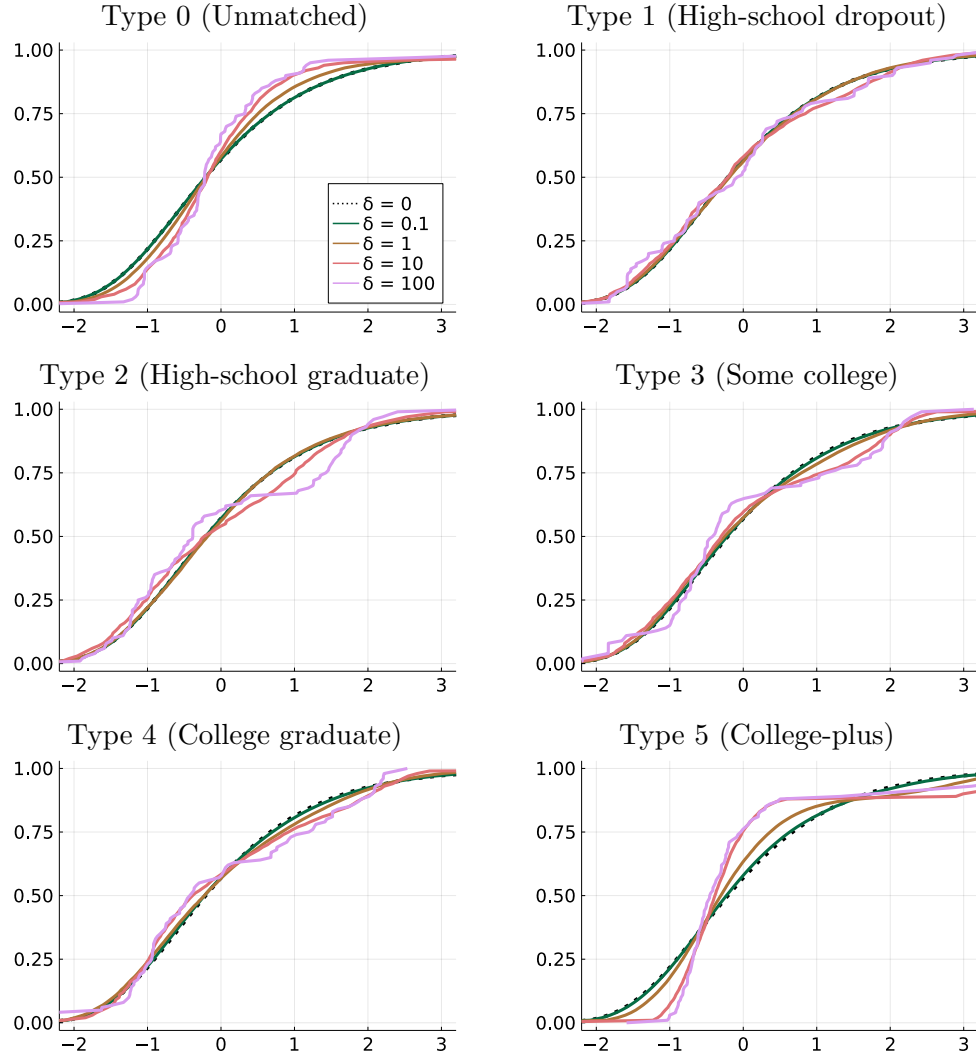 Type 0 (Unmatched)
1.00
0.75
0.50
0.25
0.00
δ = 0
δ = 0.1
δ = 1
δ = 10
δ = 100
−2 −1 0 1 2 3
Type 1 (High-school dropout)
1.00
0.75
0.50
0.25
0.00
−2 −1 0 1 2 3
Type 2 (High-school graduate)
1.00
0.75
0.50
0.25
0.00
−2 −1 0 1 2 3
Type 3 (Some college)
1.00
0.75
0.50
0.25
0.00
−2 −1 0 1 2 3
Type 4 (College graduate)
1.00
0.75
0.50
0.25
0.00
−2 −1 0 1 2 3
Type 5 (College-plus)
1.00
0.75
0.50
0.25
0.00
−2 −1 0 1 2 3